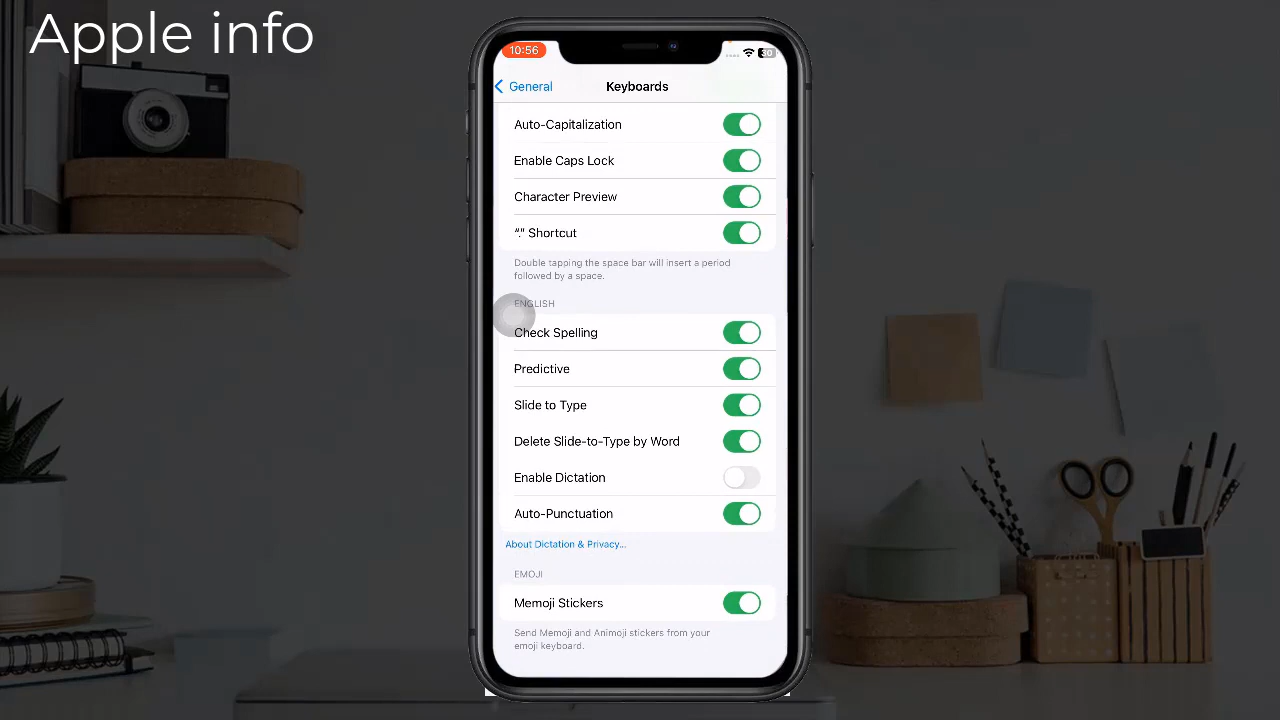 Apple info
10:56
30
General
Keyboards
Auto-Capitalization
Enable Caps Lock
Character Preview
“.” Shortcut
Double tapping the space bar will insert a period
followed by a space.
ENGLISH
Check Spelling
Predictive
Slide to Type
Delete Slide-to-Type by Word
Enable Dictation
Auto-Punctuation
About Dictation & Privacy...
EMOJI
Memoji Stickers
Send Memoji and Animoji stickers from your
emoji keyboard.